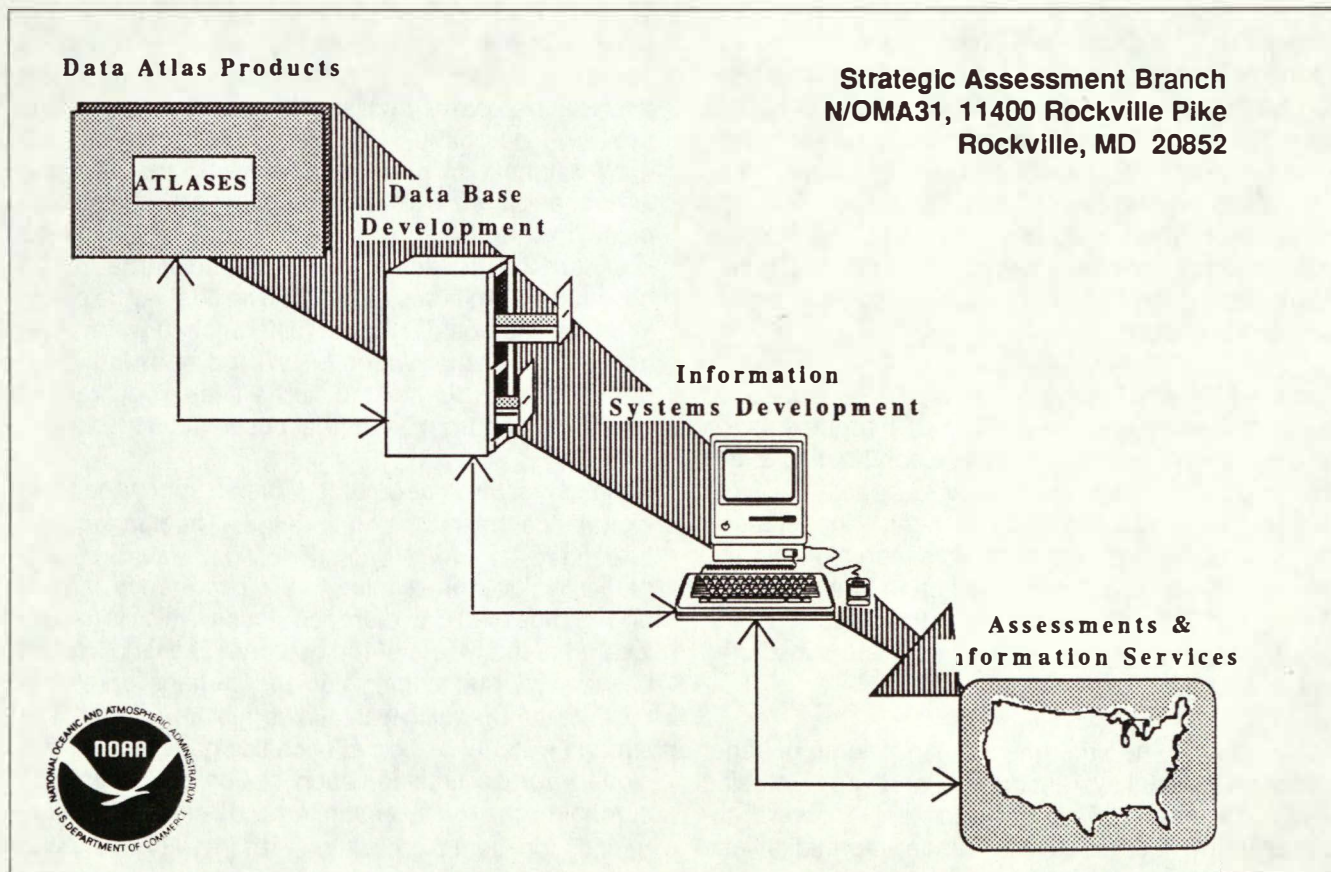 Data Atlas Products
Strategic Assessment Branch
N/OMA31, 11400 Rockville Pike
Rockville, MD 20852
ATLASES
Data Base
Development
Information
Systems Development
Assessments &
nformation Services
NATIONAL OCEANIC AND ATMOSPHERIC ADMINISTRATION
NOAA
U.S. DEPARTMENT OF COMMERCE